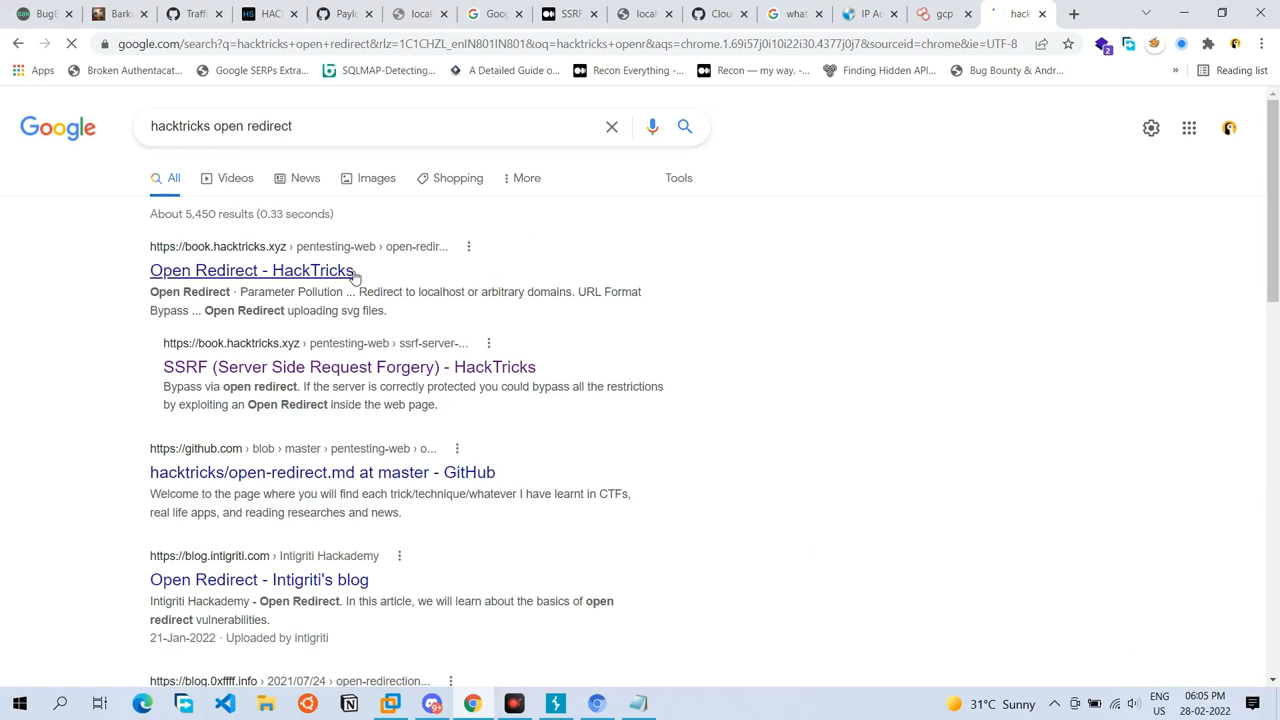 BugE
Bark
Traffi
HAC
Paylo
local
Goo
SSRF
local
Clou
what
IP Ac
gcp
hack
google.com/search?q=hacktricks+open+redirect&rlz=1C1CHZL_enIN801IN801&oq=hacktricks+openr&aqs=chrome.1.69i57j0i10i22i30.4377j0j7&sourceid=chrome&ie=UTF-8
2
Apps
Broken Authentacat...
Google SERPs Extra...
SQLMAP-Detecting...
A Detailed Guide o...
Recon Everything -...
Recon — my way. -...
Finding Hidden API...
Bug Bounty & Andr...
»
Reading list
Google
hacktricks open redirect
All
Videos
News
Images
Shopping
More
Tools
About 5,450 results (0.33 seconds)
https://book.hacktricks.xyz › pentesting-web › open-redir...
Open Redirect - HackTricks
Open Redirect · Parameter Pollution ... Redirect to localhost or arbitrary domains. URL Format
Bypass ... Open Redirect uploading svg files.
https://book.hacktricks.xyz › pentesting-web › ssrf-server-...
SSRF (Server Side Request Forgery) - HackTricks
Bypass via open redirect. If the server is correctly protected you could bypass all the restrictions
by exploiting an Open Redirect inside the web page.
https://github.com › blob › master › pentesting-web › o...
hacktricks/open-redirect.md at master - GitHub
Welcome to the page where you will find each trick/technique/whatever I have learnt in CTFs,
real life apps, and reading researches and news.
https://blog.intigriti.com › Intigriti Hackademy
Open Redirect - Intigriti's blog
Intigriti Hackademy - Open Redirect. In this article, we will learn about the basics of open
redirect vulnerabilities.
21-Jan-2022 · Uploaded by intigriti
https://blog.0xffff.info › 2021/07/24 › open-redirection...
31°C Sunny
ENG
US
06:05 PM
28-02-2022